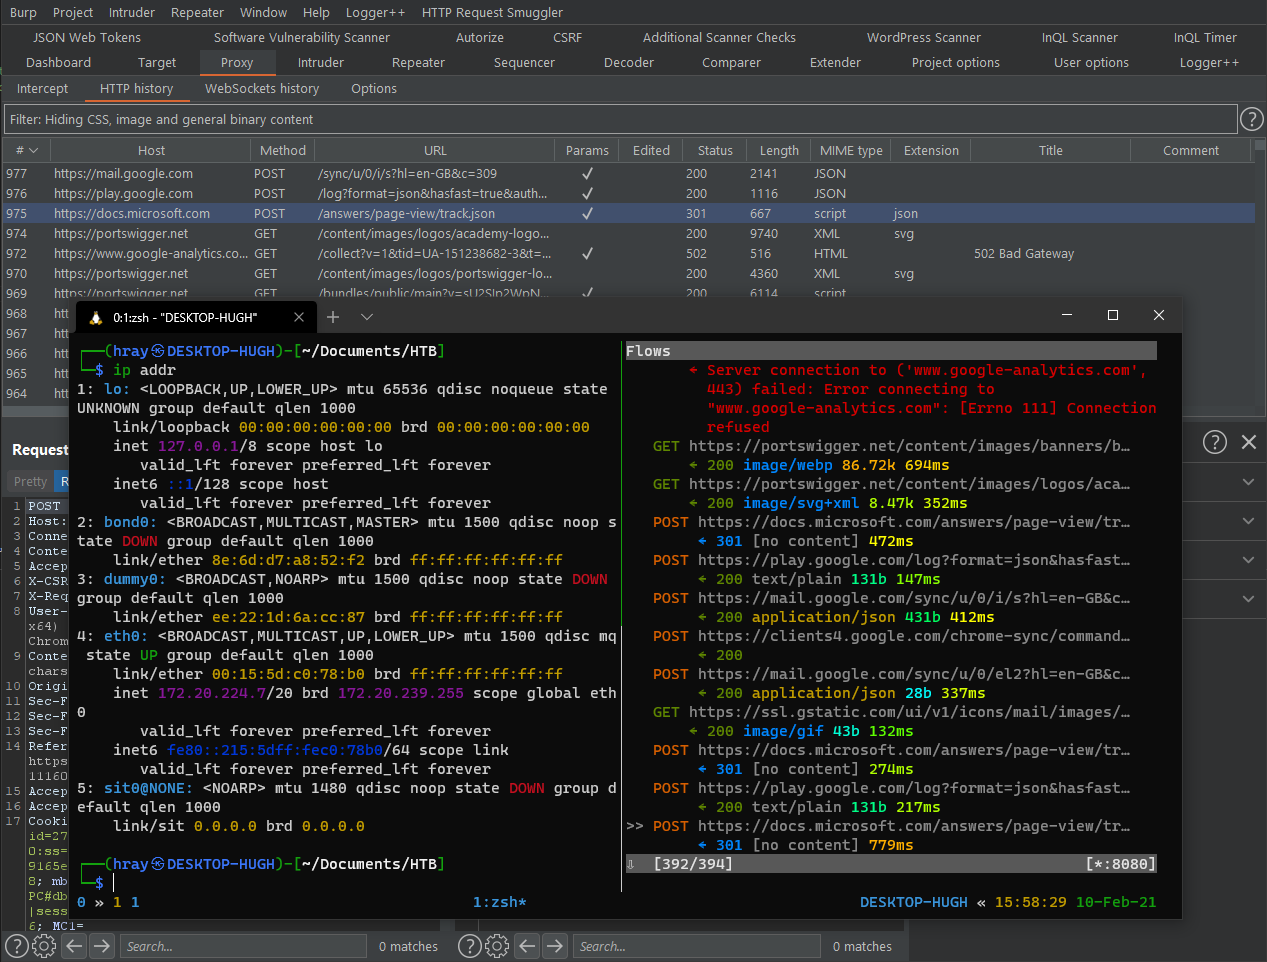 Burp Project Intruder Repeater Window Help Logger++ HTTP Request Smuggler
JSON Web Tokens Software Vulnerability Scanner Autorize CSRF Additional Scanner Checks WordPress Scanner InQL Scanner InQL Timer
Dashboard Target Proxy Intruder Repeater Sequencer Decoder Comparer Extender Project options User options Logger++
Intercept HTTP history WebSockets history Options
Filter: Hiding CSS, image and general binary content
# Host Method URL Params Edited Status Length MIME type Extension Title Comment
977 https://mail.google.com POST /sync/u/0/i/s?hl=en-GB&c=309 ✓ 200 2141 JSON
976 https://play.google.com POST /log?format=json&hasfast=true&auth... ✓ 200 1116 JSON
975 https://docs.microsoft.com POST /answers/page-view/track.json ✓ 301 667 script json
974 https://portswigger.net GET /content/images/logos/academy-logo... 200 9740 XML svg
972 https://www.google-analytics.co... GET /collect?v=1&tid=UA-151238682-3&t=... ✓ 502 516 HTML 502 Bad Gateway
970 https://portswigger.net GET /content/images/logos/portswigger-lo... 200 4360 XML svg
969 https://portswigger.net GET /bundles/public/main?v=sU2SIp2WpN... ✓ 200 6114 script
968 htt
967 htt
966 htt
965 htt
964 htt
Request
Pretty R
1 POST
2 Host:
3 Conne
4 Conte
5 Accep
6 X-CSR
7 X-Req
8 User-
x64)
Chrom
9 Conte
chars
10 Origi
11 Sec-F
12 Sec-F
13 Sec-F
14 Refer
https
11160
15 Accep
16 Accep
17 Cooki
id=27
0:ss=
9165e
8; mb
PC#db
|sess
6; MC1=
? Search... 0 matches
? Search... 0 matches
0:1:zsh - "DESKTOP-HUGH"
(hray㉿DESKTOP-HUGH)-[~/Documents/HTB]
$ ip addr
1: lo: <LOOPBACK,UP,LOWER_UP> mtu 65536 qdisc noqueue state
UNKNOWN group default qlen 1000
link/loopback 00:00:00:00:00:00 brd 00:00:00:00:00:00
inet 127.0.0.1/8 scope host lo
valid_lft forever preferred_lft forever
inet6 ::1/128 scope host
valid_lft forever preferred_lft forever
2: bond0: <BROADCAST,MULTICAST,MASTER> mtu 1500 qdisc noop s
tate DOWN group default qlen 1000
link/ether 8e:6d:d7:a8:52:f2 brd ff:ff:ff:ff:ff:ff
3: dummy0: <BROADCAST,NOARP> mtu 1500 qdisc noop state DOWN
group default qlen 1000
link/ether ee:22:1d:6a:cc:87 brd ff:ff:ff:ff:ff:ff
4: eth0: <BROADCAST,MULTICAST,UP,LOWER_UP> mtu 1500 qdisc mq
state UP group default qlen 1000
link/ether 00:15:5d:c0:78:b0 brd ff:ff:ff:ff:ff:ff
inet 172.20.224.7/20 brd 172.20.239.255 scope global eth
0
valid_lft forever preferred_lft forever
inet6 fe80::215:5dff:fec0:78b0/64 scope link
valid_lft forever preferred_lft forever
5: sit0@NONE: <NOARP> mtu 1480 qdisc noop state DOWN group d
efault qlen 1000
link/sit 0.0.0.0 brd 0.0.0.0
(hray㉿DESKTOP-HUGH)-[~/Documents/HTB]
$
Flows
← Server connection to ('www.google-analytics.com',
443) failed: Error connecting to
"www.google-analytics.com": [Errno 111] Connection
refused
GET https://portswigger.net/content/images/banners/b…
← 200 image/webp 86.72k 694ms
GET https://portswigger.net/content/images/logos/aca…
← 200 image/svg+xml 8.47k 352ms
POST https://docs.microsoft.com/answers/page-view/tr…
← 301 [no content] 472ms
POST https://play.google.com/log?format=json&hasfast…
← 200 text/plain 131b 147ms
POST https://mail.google.com/sync/u/0/i/s?hl=en-GB&c…
← 200 application/json 431b 412ms
POST https://clients4.google.com/chrome-sync/command…
← 200
POST https://mail.google.com/sync/u/0/el2?hl=en-GB&c…
← 200 application/json 28b 337ms
GET https://ssl.gstatic.com/ui/v1/icons/mail/images/…
← 200 image/gif 43b 132ms
POST https://docs.microsoft.com/answers/page-view/tr…
← 301 [no content] 274ms
POST https://play.google.com/log?format=json&hasfast…
← 200 text/plain 131b 217ms
>> POST https://docs.microsoft.com/answers/page-view/tr…
← 301 [no content] 779ms
⇩ [392/394] [*:8080]
0 » 1 1 1:zsh* DESKTOP-HUGH « 15:58:29 10-Feb-21